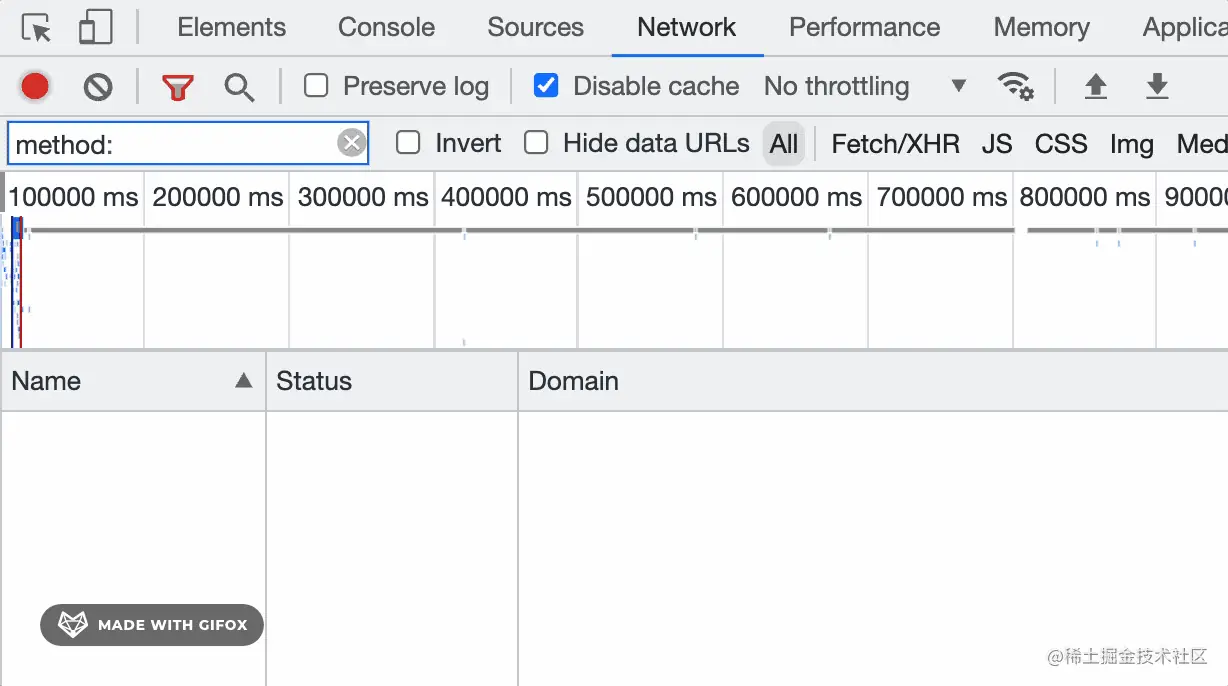 Elements Console Sources Network Performance Memory Applica
Preserve log Disable cache No throttling
method: Invert Hide data URLs All Fetch/XHR JS CSS Img Med
100000 ms 200000 ms 300000 ms 400000 ms 500000 ms 600000 ms 700000 ms 800000 ms 90000
Name Status Domain
MADE WITH GIFOX
@稀土掘金技术社区